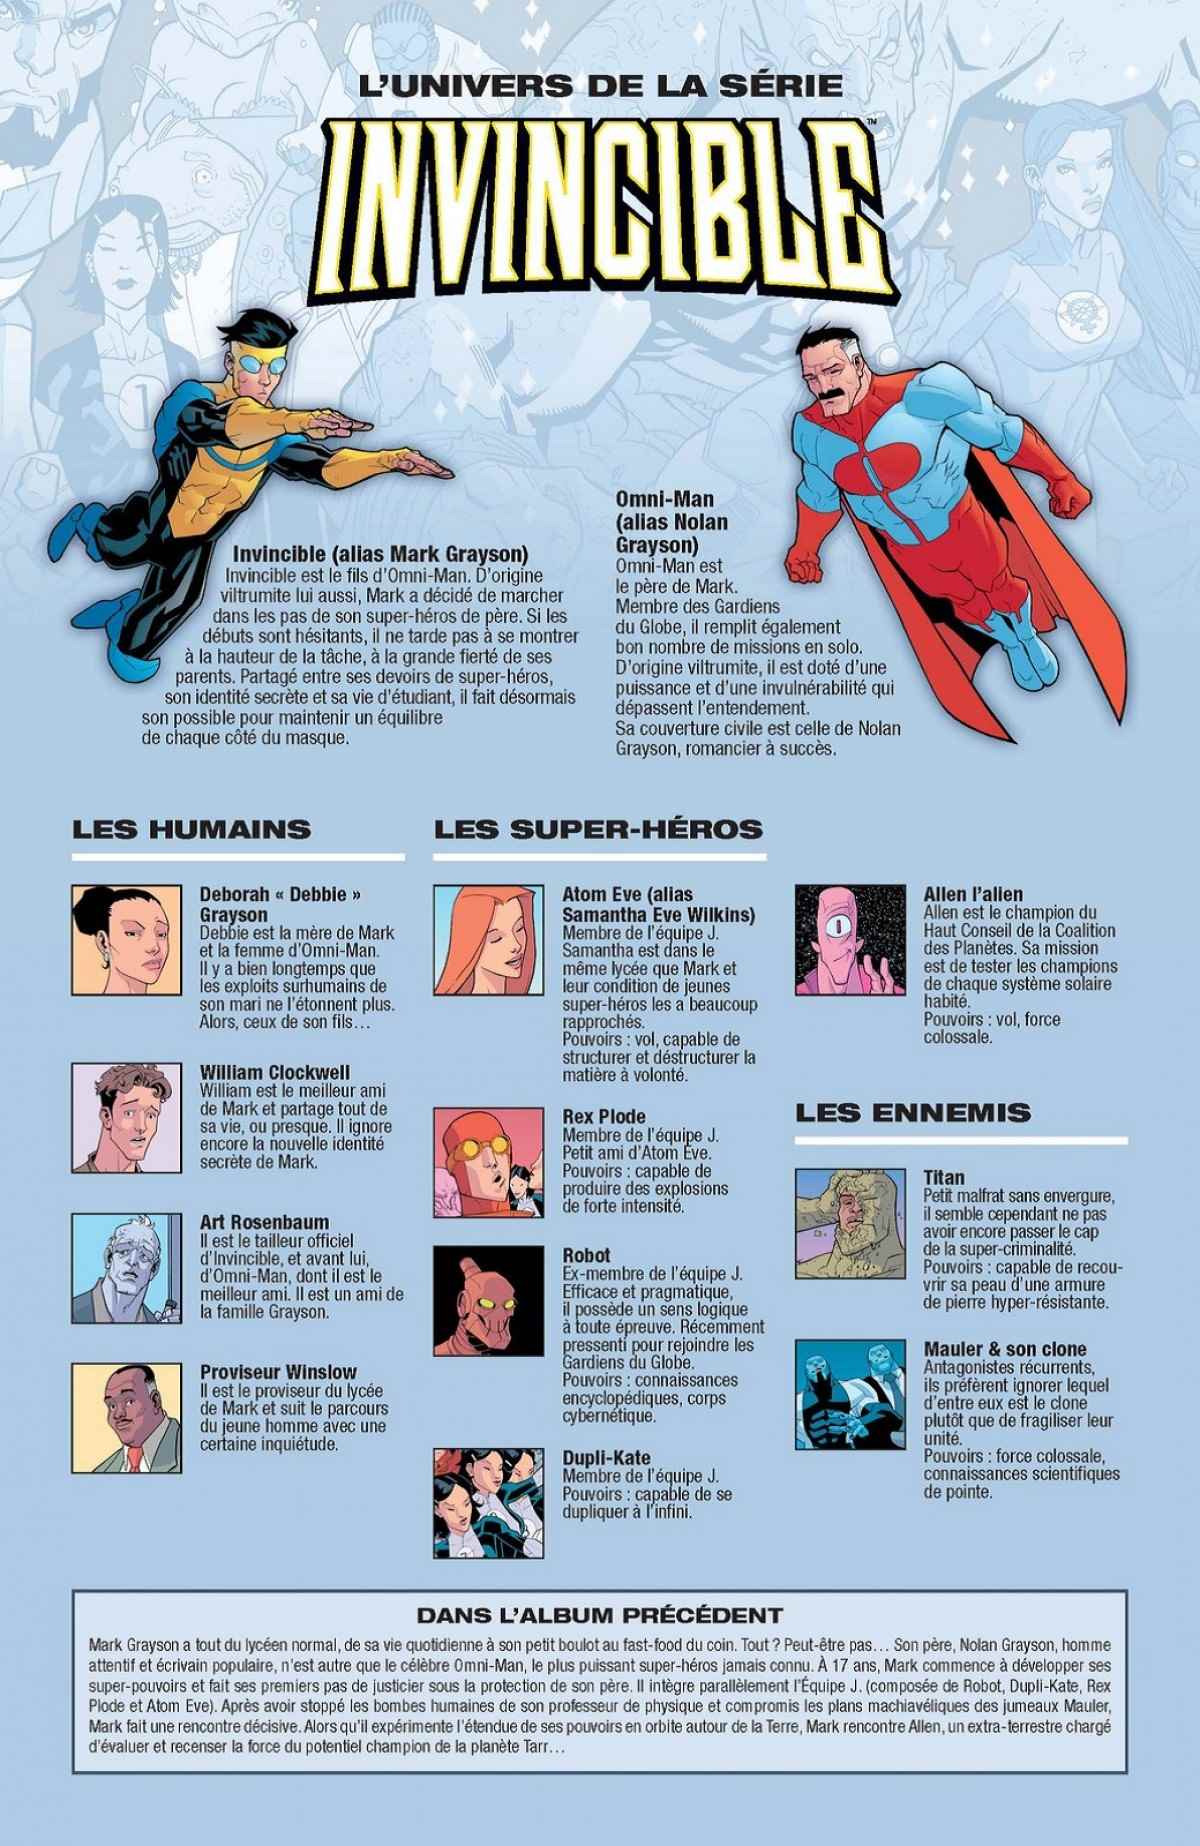 L'UNIVERS DE LA SÉRIE
INVINCIBLE™
Invincible (alias Mark Grayson)
Invincible est le fils d'Omni-Man. D'origine
viltrumite lui aussi, Mark a décidé de marcher
dans les pas de son super-héros de père. Si les
débuts sont hésitants, il ne tarde pas à se montrer
à la hauteur de la tâche, à la grande fierté de ses
parents. Partagé entre ses devoirs de super-héros,
son identité secrète et sa vie d'étudiant, il fait désormais
son possible pour maintenir un équilibre
de chaque côté du masque.
Omni-Man
(alias Nolan
Grayson)
Omni-Man est
le père de Mark.
Membre des Gardiens
du Globe, il remplit également
bon nombre de missions en solo.
D'origine viltrumite, il est doté d'une
puissance et d'une invulnérabilité qui
dépassent l'entendement.
Sa couverture civile est celle de Nolan
Grayson, romancier à succès.
LES HUMAINS
Deborah « Debbie »
Grayson
Debbie est la mère de Mark
et la femme d'Omni-Man.
Il y a bien longtemps que
les exploits surhumains de
son mari ne l'étonnent plus.
Alors, ceux de son fils…
William Clockwell
William est le meilleur ami
de Mark et partage tout de
sa vie, ou presque. Il ignore
encore la nouvelle identité
secrète de Mark.
Art Rosenbaum
Il est le tailleur officiel
d'Invincible, et avant lui,
d'Omni-Man, dont il est le
meilleur ami. Il est un ami de
la famille Grayson.
Proviseur Winslow
Il est le proviseur du lycée
de Mark et suit le parcours
du jeune homme avec une
certaine inquiétude.
LES SUPER-HÉROS
Atom Eve (alias
Samantha Eve Wilkins)
Membre de l'équipe J.
Samantha est dans le
même lycée que Mark et
leur condition de jeunes
super-héros les a beaucoup
rapprochés.
Pouvoirs : vol, capable de
structurer et déstructurer la
matière à volonté.
Rex Plode
Membre de l'équipe J.
Petit ami d'Atom Eve.
Pouvoirs : capable de
produire des explosions
de forte intensité.
Robot
Ex-membre de l'équipe J.
Efficace et pragmatique,
il possède un sens logique
à toute épreuve. Récemment
pressenti pour rejoindre les
Gardiens du Globe.
Pouvoirs : connaissances
encyclopédiques, corps
cybernétique.
Dupli-Kate
Membre de l'équipe J.
Pouvoirs : capable de se
dupliquer à l'infini.
Allen l'alien
Allen est le champion du
Haut Conseil de la Coalition
des Planètes. Sa mission
est de tester les champions
de chaque système solaire
habité.
Pouvoirs : vol, force
colossale.
LES ENNEMIS
Titan
Petit malfrat sans envergure,
il semble cependant ne pas
avoir encore passer le cap
de la super-criminalité.
Pouvoirs : capable de recou-
vrir sa peau d'une armure
de pierre hyper-résistante.
Mauler & son clone
Antagonistes récurrents,
ils préfèrent ignorer lequel
d'entre eux est le clone
plutôt que de fragiliser leur
unité.
Pouvoirs : force colossale,
connaissances scientifiques
de pointe.
DANS L'ALBUM PRÉCÉDENT
Mark Grayson a tout du lycéen normal, de sa vie quotidienne à son petit boulot au fast-food du coin. Tout ? Peut-être pas… Son père, Nolan Grayson, homme
attentif et écrivain populaire, n'est autre que le célèbre Omni-Man, le plus puissant super-héros jamais connu. À 17 ans, Mark commence à développer ses
super-pouvoirs et fait ses premiers pas de justicier sous la protection de son père. Il intègre parallèlement l'Équipe J. (composée de Robot, Dupli-Kate, Rex
Plode et Atom Eve). Après avoir stoppé les bombes humaines de son professeur de physique et compromis les plans machiavéliques des jumeaux Mauler,
Mark fait une rencontre décisive. Alors qu'il expérimente l'étendue de ses pouvoirs en orbite autour de la Terre, Mark rencontre Allen, un extra-terrestre chargé
d'évaluer et recenser la force du potentiel champion de la planète Tarr…